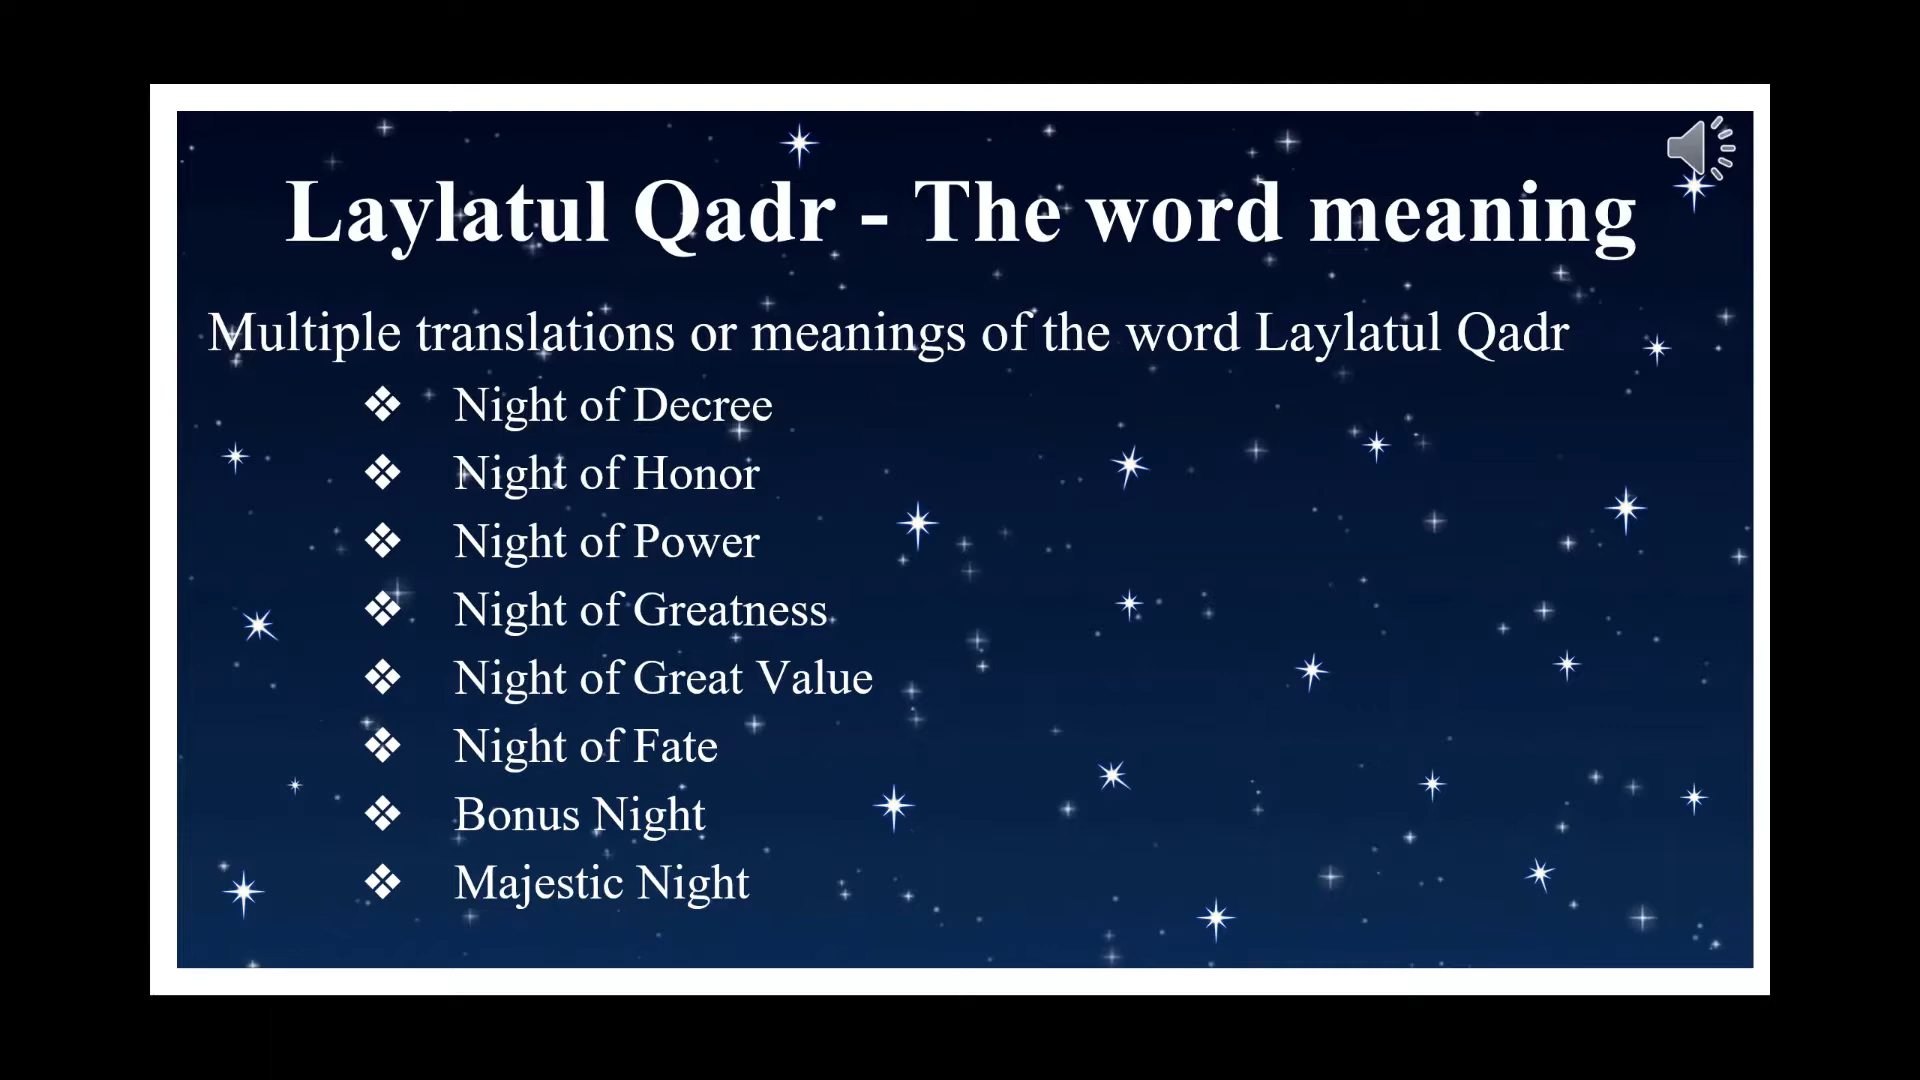 Laylatul Qadr - The word meaning
Multiple translations or meanings of the word Laylatul Qadr
❖ Night of Decree
❖ Night of Honor
❖ Night of Power
❖ Night of Greatness
❖ Night of Great Value
❖ Night of Fate
❖ Bonus Night
❖ Majestic Night